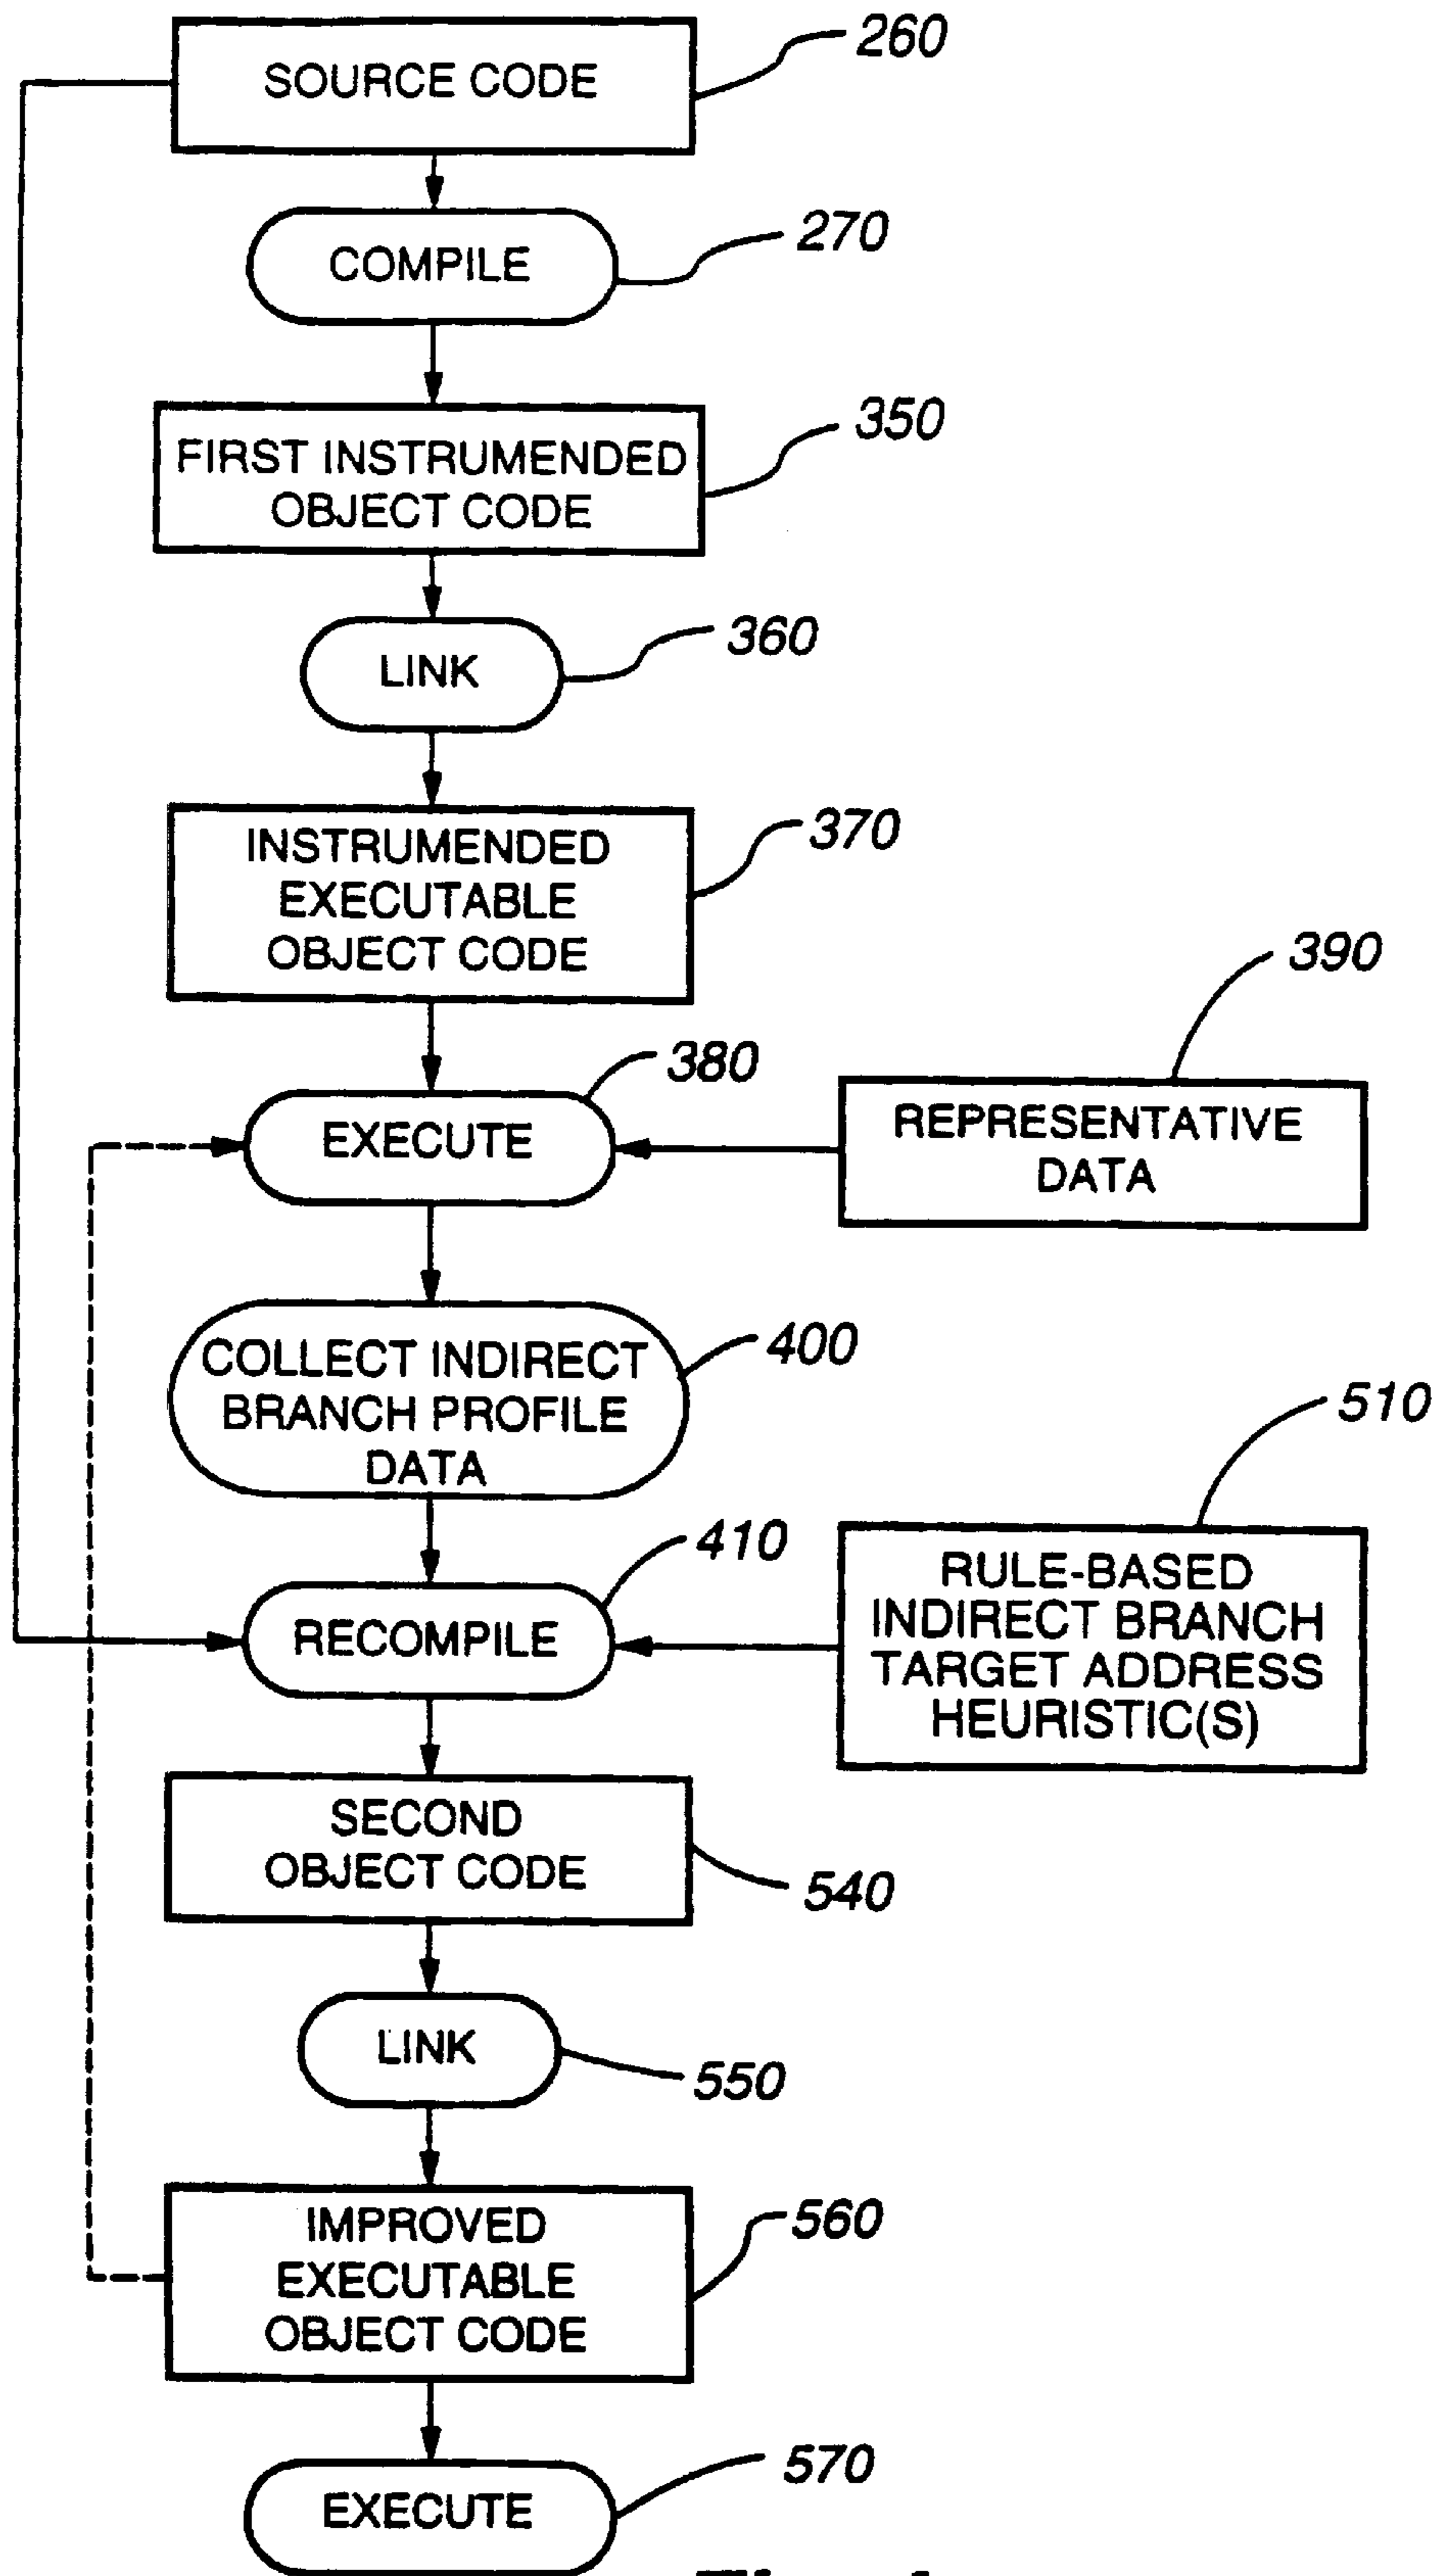 260
SOURCE CODE
270
COMPILE
350
FIRST INSTRUMENDED
OBJECT CODE
360
LINK
370
INSTRUMENDED
EXECUTABLE
OBJECT CODE
390
380
EXECUTE
REPRESENTATIVE
DATA
400
COLLECT INDIRECT
BRANCH PROFILE
DATA
510
410
RECOMPILE
RULE-BASED
INDIRECT BRANCH
TARGET ADDRESS
HEURISTIC(S)
SECOND
OBJECT CODE
540
LINK
550
560
IMPROVED
EXECUTABLE
OBJECT CODE
570
EXECUTE